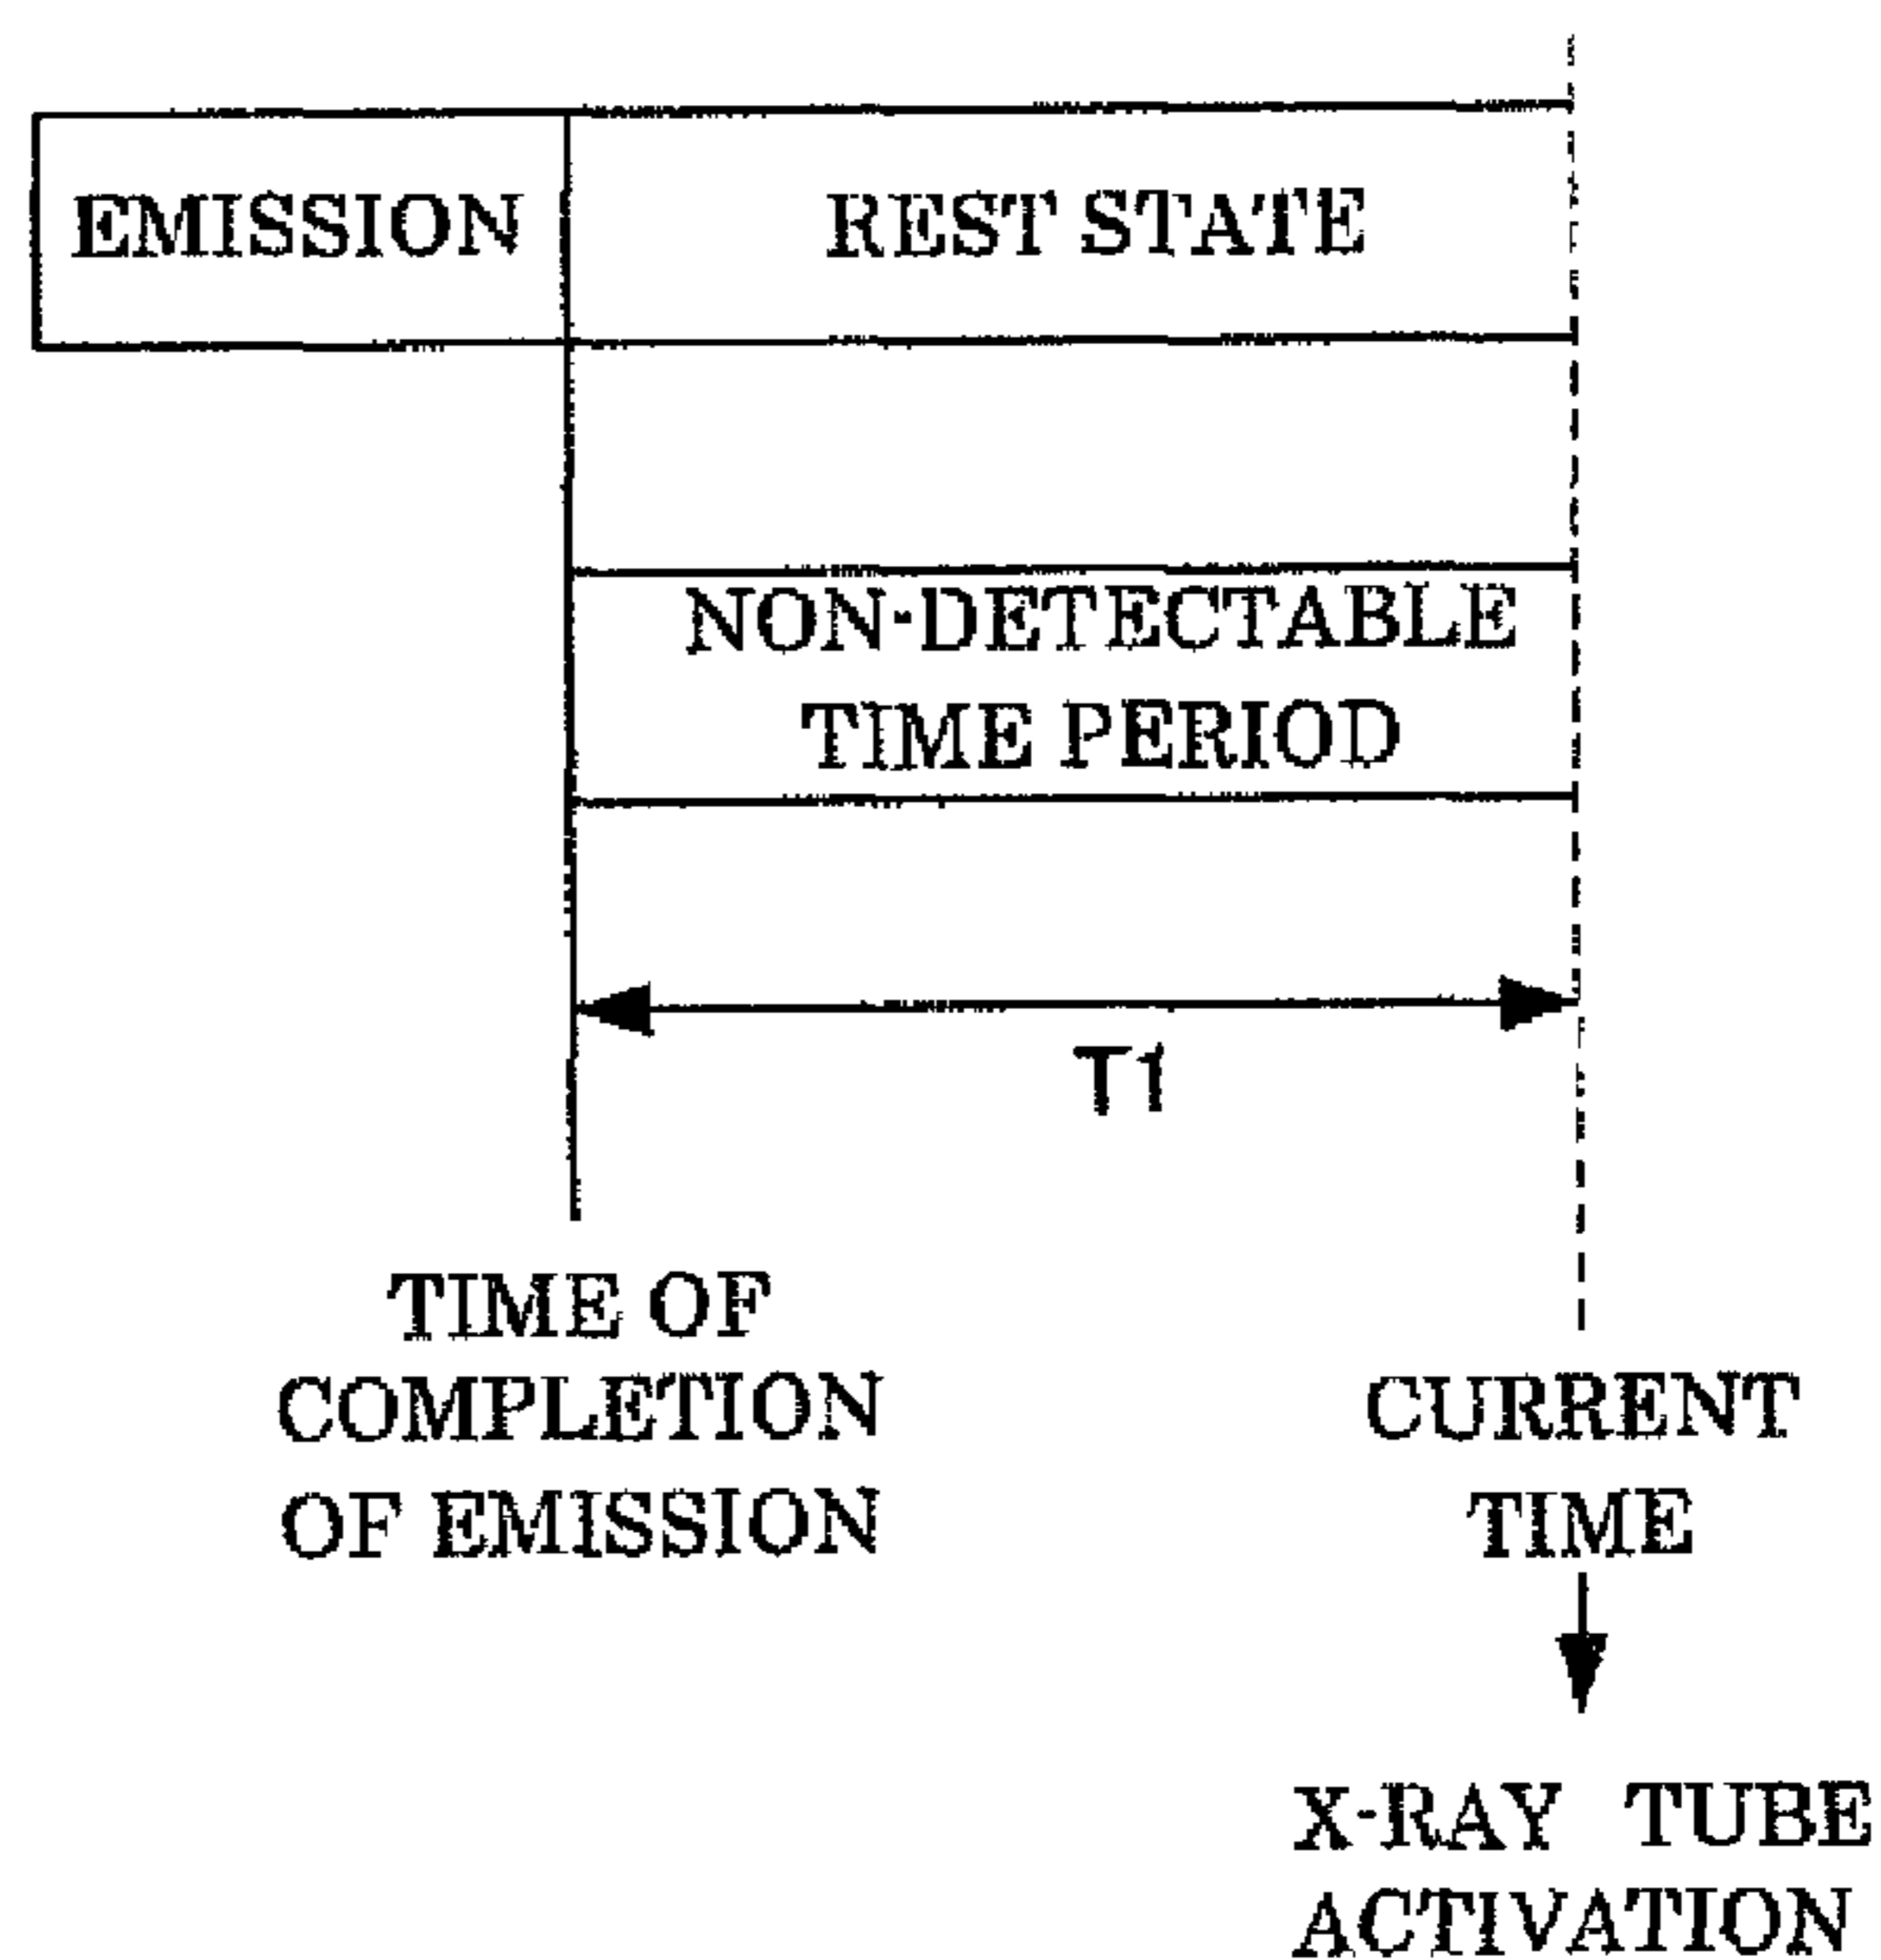 EMISSION REST STATE
NON-DETECTABLE
TIME PERIOD
T1
TIME OF
COMPLETION
OF EMISSION
CURRENT
TIME
X-RAY TUBE
ACTIVATION